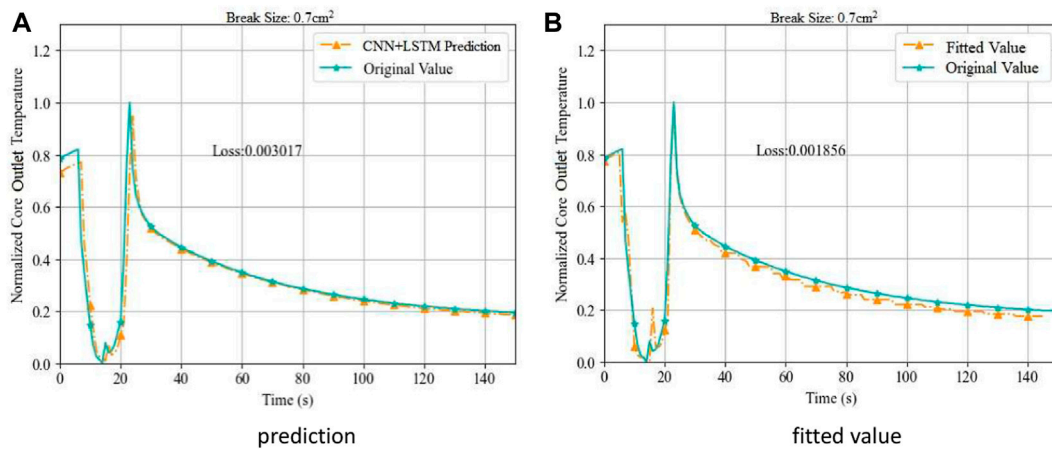 A
Break Size: 0.7cm²
CNN+LSTM Prediction
Original Value
Loss:0.003017
Normalized Core Outlet Temperature
1.2
1.0
0.8
0.6
0.4
0.2
0.0
0 20 40 60 80 100 120 140
Time (s)
prediction
B
Break Size: 0.7cm²
Fitted Value
Original Value
Loss:0.001856
Normalized Core Outlet Temperature
1.2
1.0
0.8
0.6
0.4
0.2
0.0
0 20 40 60 80 100 120 140
Time (s)
fitted value